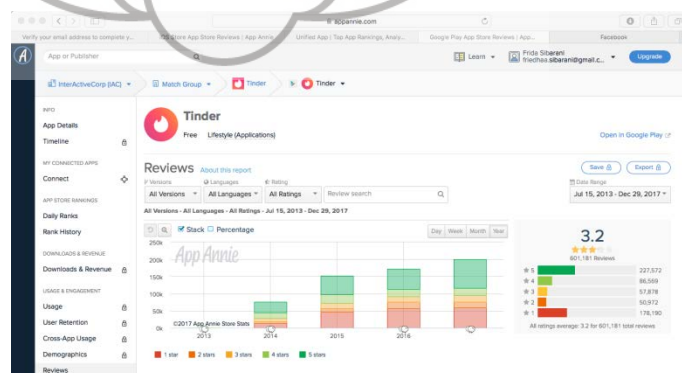 appannie.com
Verify your email address to complete y...
iOS Store App Store Reviews | App Annie
Unified App | Top App Rankings, Analy...
Google Play App Store Reviews | App...
Facebook
App or Publisher
Learn
Fride Sibarani
friedhea.sibarani@gmail.c...
Upgrade
InterActiveCorp (IAC)
Match Group
Tinder
Tinder
INFO
App Details
Timeline
MY CONNECTED APPS
Connect
APP STORE RANKINGS
Daily Ranks
Rank History
DOWNLOADS & REVENUE
Downloads & Revenue
USAGE & ENGAGEMENT
Usage
User Retention
Cross-App Usage
Demographics
Reviews
Tinder
Free Lifestyle (Applications)
Open in Google Play
Reviews About this report
Save
Export
Versions
Languages
Rating
Date Range
All Versions
All Languages
All Ratings
Review search
Jul 15, 2013 - Dec 29, 2017
All Versions - All Languages - All Ratings - Jul 15, 2013 - Dec 29, 2017
Stack Percentage
Day Week Month Year
App Annie
250k
200k
150k
100k
50k
0k
©2017 App Annie Store Stats
2013 2014 2015 2016
1 star 2 stars 3 stars 4 stars 5 stars
3.2
601,181 Reviews
5 227,572
4 86,569
3 57,878
2 50,972
1 178,190
All ratings average: 3.2 for 601,181 total reviews